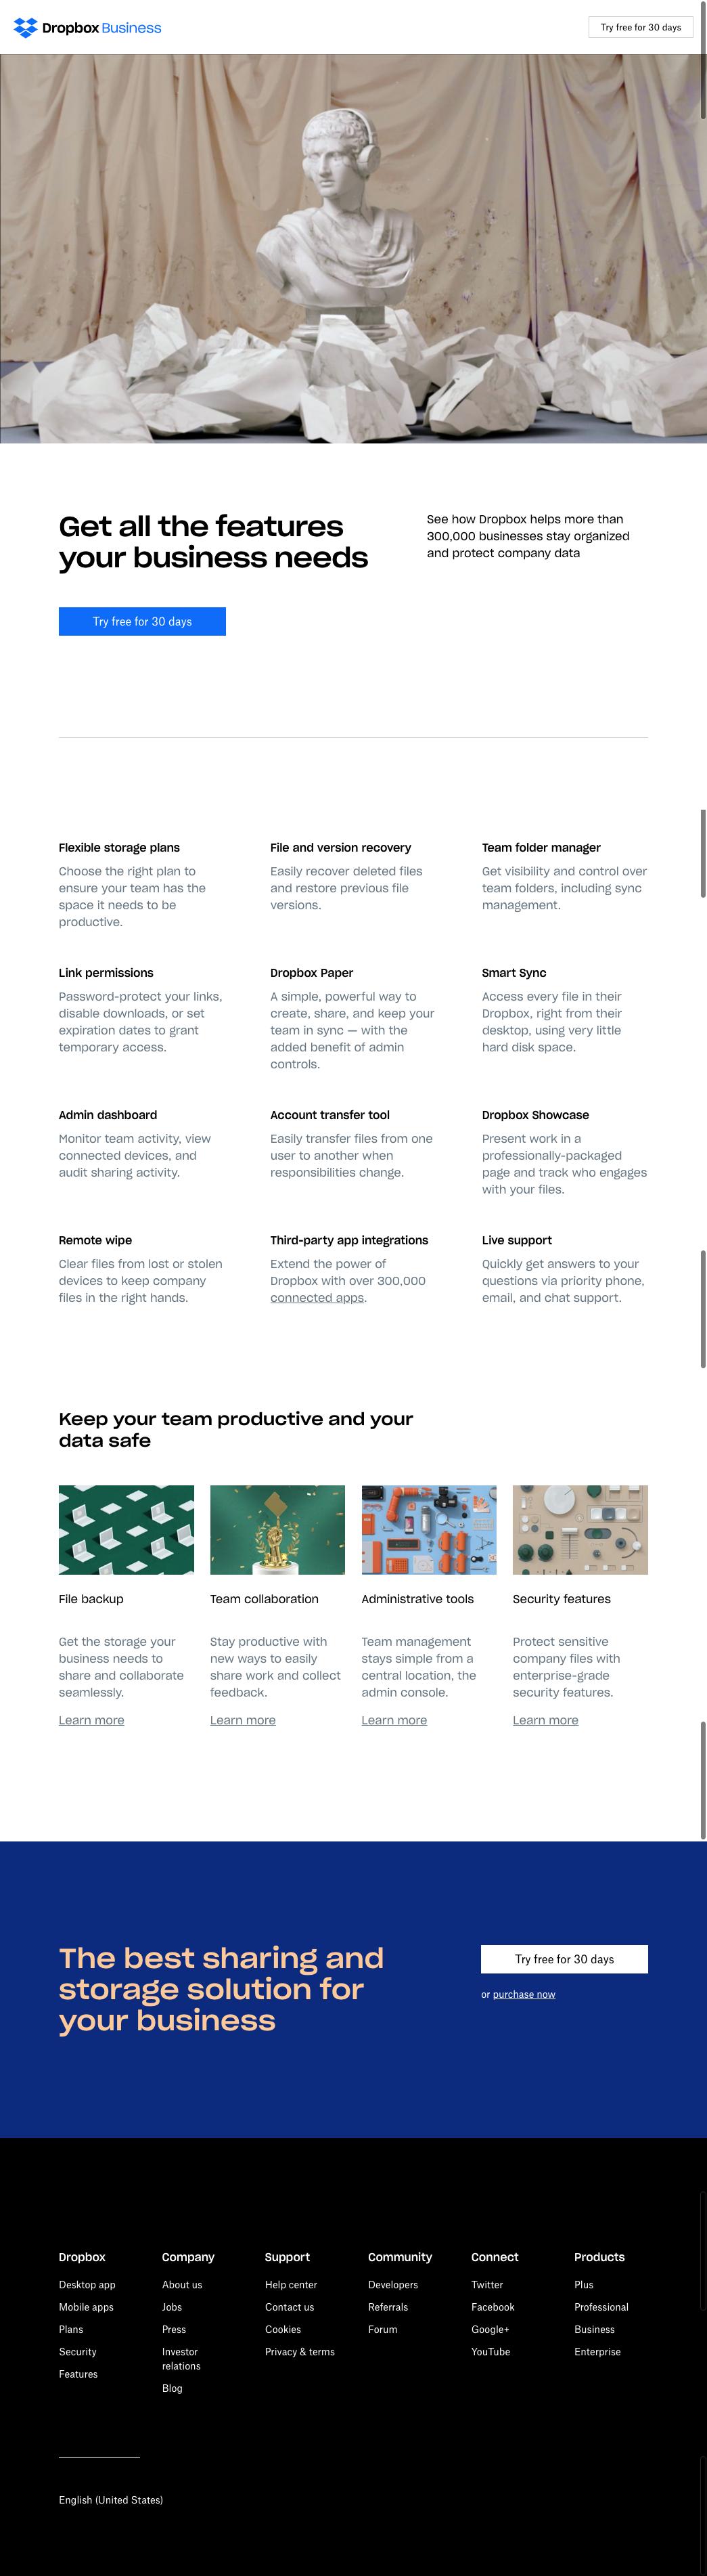 Dropbox Business
Try free for 30 days
Get all the features
your business needs
See how Dropbox helps more than
300,000 businesses stay organized
and protect company data
Try free for 30 days
Flexible storage plans
Choose the right plan to
ensure your team has the
space it needs to be
productive.
File and version recovery
Easily recover deleted files
and restore previous file
versions.
Team folder manager
Get visibility and control over
team folders, including sync
management.
Link permissions
Password-protect your links,
disable downloads, or set
expiration dates to grant
temporary access.
Dropbox Paper
A simple, powerful way to
create, share, and keep your
team in sync — with the
added benefit of admin
controls.
Smart Sync
Access every file in their
Dropbox, right from their
desktop, using very little
hard disk space.
Admin dashboard
Monitor team activity, view
connected devices, and
audit sharing activity.
Account transfer tool
Easily transfer files from one
user to another when
responsibilities change.
Dropbox Showcase
Present work in a
professionally-packaged
page and track who engages
with your files.
Remote wipe
Clear files from lost or stolen
devices to keep company
files in the right hands.
Third-party app integrations
Extend the power of
Dropbox with over 300,000
connected apps.
Live support
Quickly get answers to your
questions via priority phone,
email, and chat support.
Keep your team productive and your
data safe
File backup
Get the storage your
business needs to
share and collaborate
seamlessly.
Learn more
Team collaboration
Stay productive with
new ways to easily
share work and collect
feedback.
Learn more
Administrative tools
Team management
stays simple from a
central location, the
admin console.
Learn more
Security features
Protect sensitive
company files with
enterprise-grade
security features.
Learn more
The best sharing and
storage solution for
your business
Try free for 30 days
or purchase now
Dropbox
Desktop app
Mobile apps
Plans
Security
Features
Company
About us
Jobs
Press
Investor
relations
Blog
Support
Help center
Contact us
Cookies
Privacy & terms
Community
Developers
Referrals
Forum
Connect
Twitter
Facebook
Google+
YouTube
Products
Plus
Professional
Business
Enterprise
English (United States)